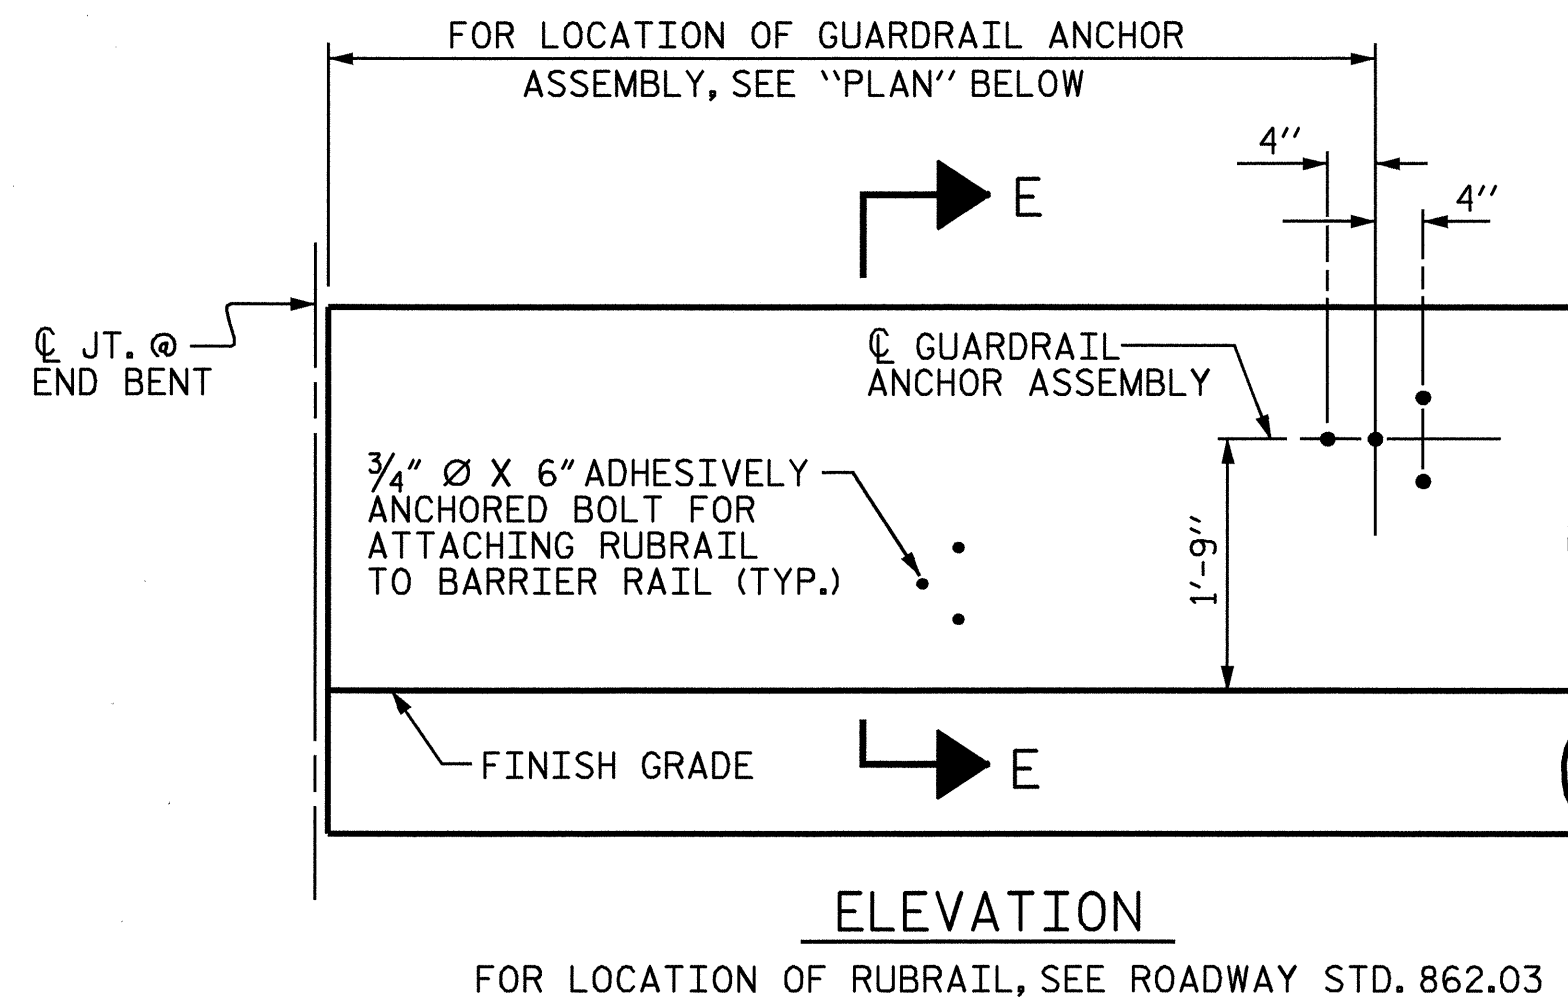 FOR LOCATION OF GUARDRAIL ANCHOR
ASSEMBLY, SEE "PLAN" BELOW
4"
4"
E
℄ JT. @
END BENT
℄ GUARDRAIL
ANCHOR ASSEMBLY
3/4" Ø X 6" ADHESIVELY
ANCHORED BOLT FOR
ATTACHING RUBRAIL
TO BARRIER RAIL (TYP.)
1'-9"
FINISH GRADE
E
ELEVATION
FOR LOCATION OF RUBRAIL, SEE ROADWAY STD. 862.03